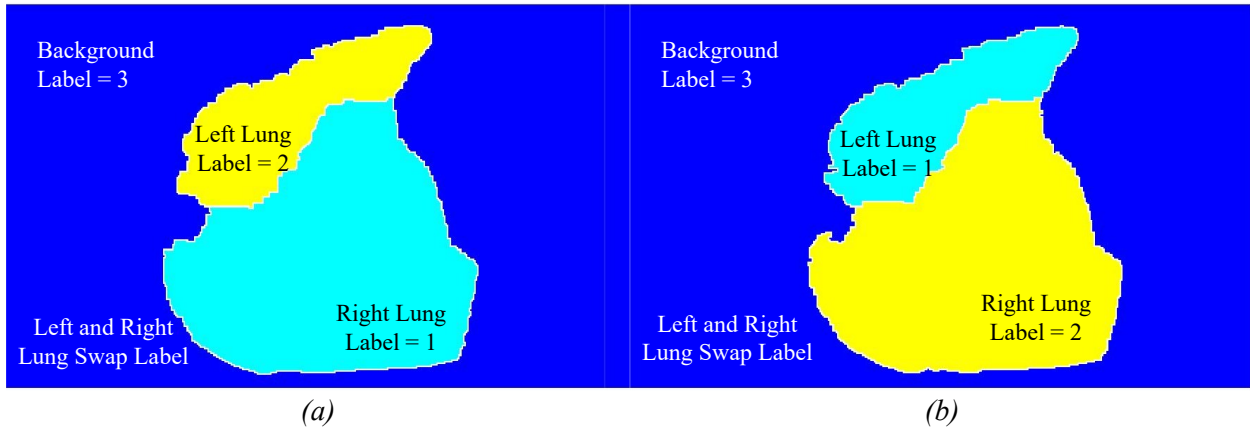 Background
Label = 3
Left Lung
Label = 2
Right Lung
Label = 1
Left and Right
Lung Swap Label
(a)
Background
Label = 3
Left Lung
Label = 1
Right Lung
Label = 2
Left and Right
Lung Swap Label
(b)